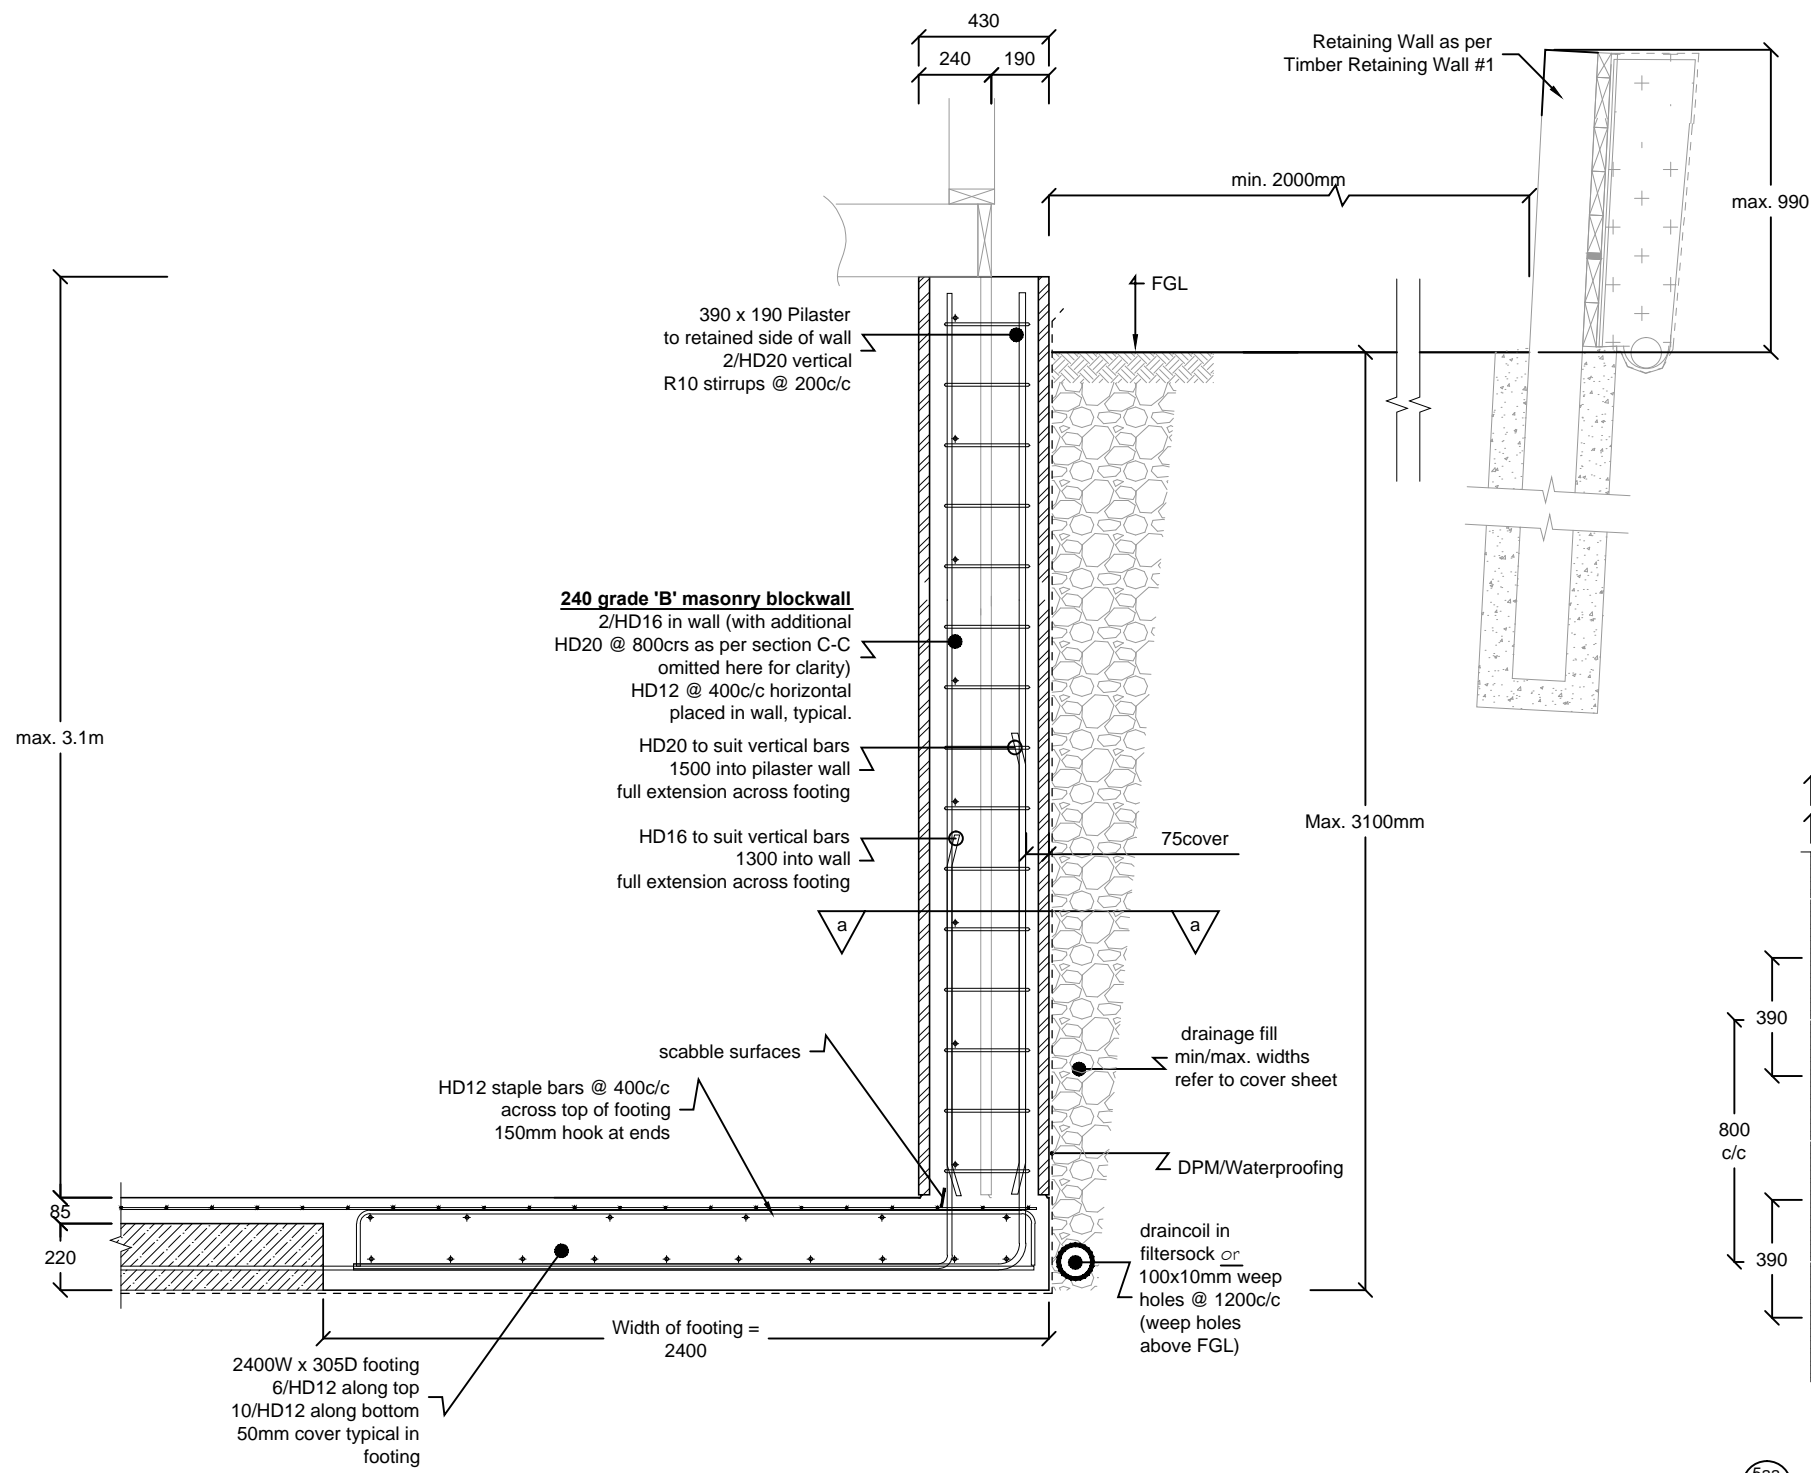 430
240
190
Retaining Wall as per
Timber Retaining Wall #1
min. 2000mm
max. 990
FGL
390 x 190 Pilaster
to retained side of wall
2/HD20 vertical
R10 stirrups @ 200c/c
240 grade 'B' masonry blockwall
2/HD16 in wall (with additional
HD20 @ 800crs as per section C-C
omitted here for clarity)
HD12 @ 400c/c horizontal
placed in wall, typical.
max. 3.1m
HD20 to suit vertical bars
1500 into pilaster wall
full extension across footing
Max. 3100mm
HD16 to suit vertical bars
1300 into wall
full extension across footing
75cover
a
a
scabble surfaces
HD12 staple bars @ 400c/c
across top of footing
150mm hook at ends
drainage fill
min/max. widths
refer to cover sheet
390
800
c/c
390
DPM/Waterproofing
85
220
draincoil in
filtersock or
100x10mm weep
holes @ 1200c/c
(weep holes
above FGL)
Width of footing =
2400
2400W x 305D footing
6/HD12 along top
10/HD12 along bottom
50mm cover typical in
footing